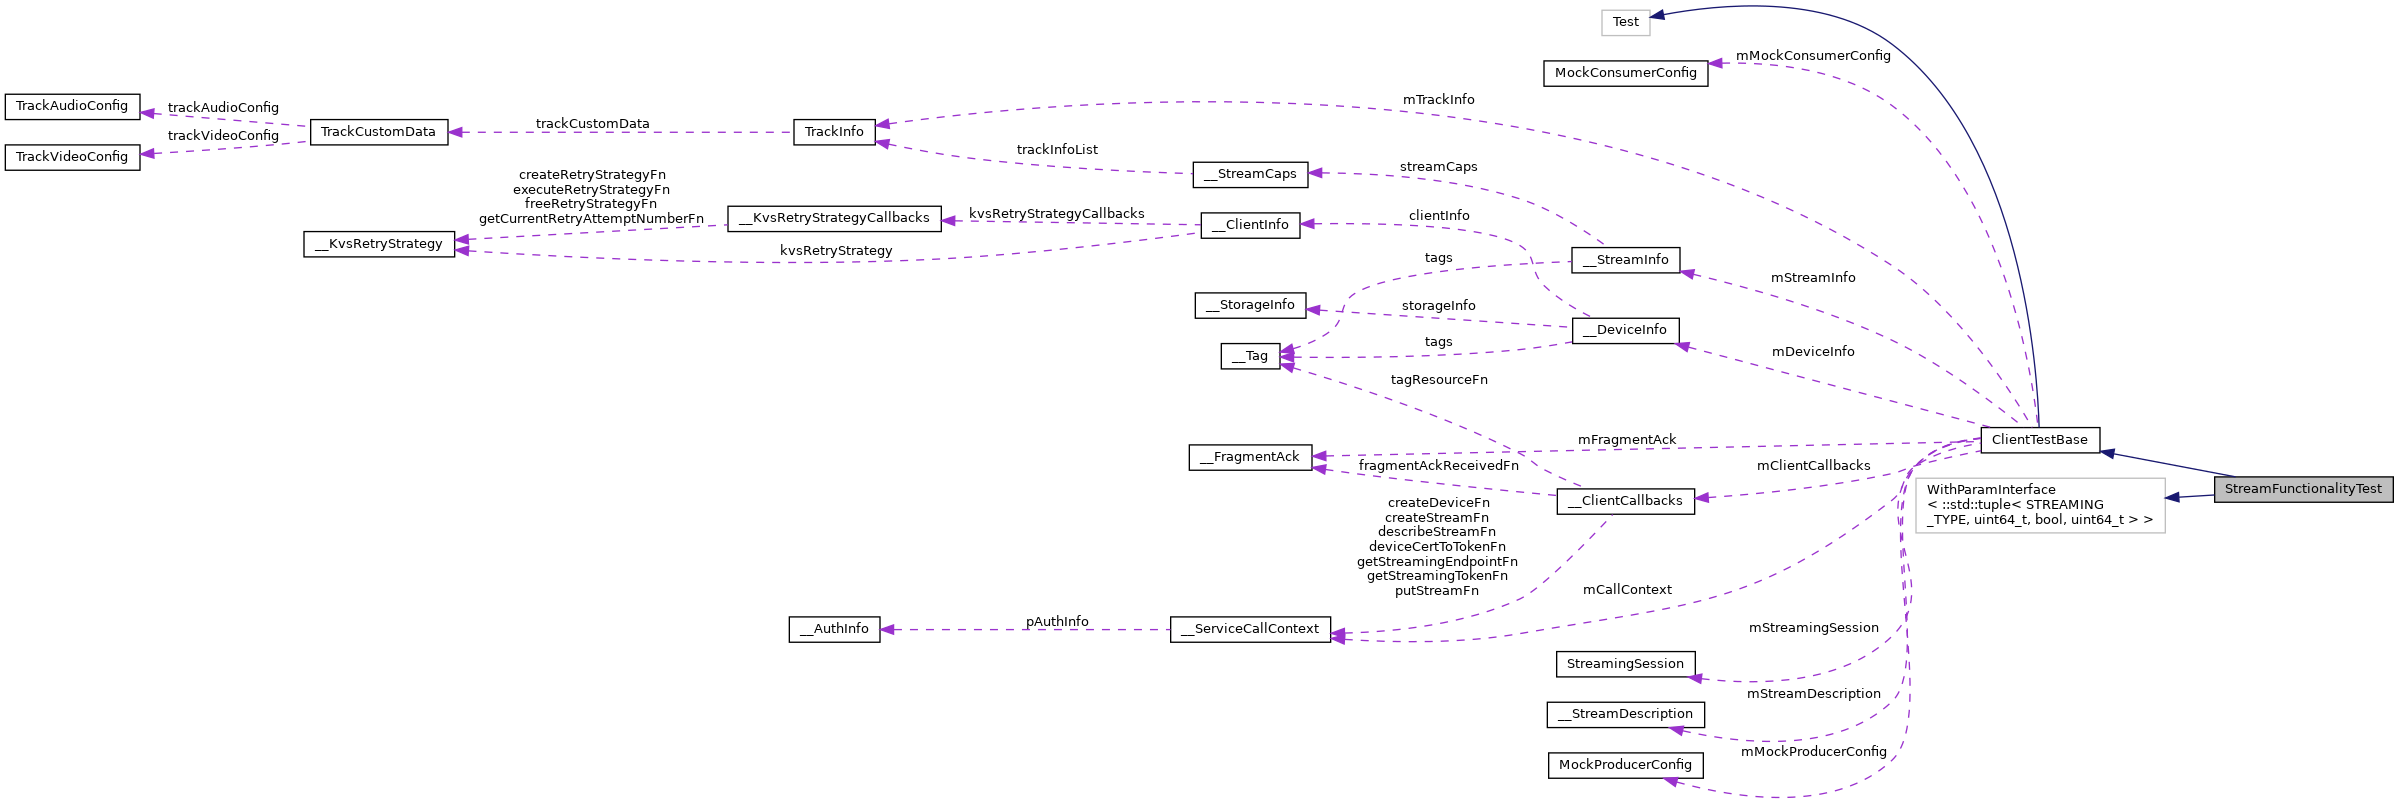 Test
mMockConsumerConfig
MockConsumerConfig
mTrackInfo
TrackAudioConfig
trackAudioConfig
trackCustomData
TrackCustomData
TrackInfo
trackVideoConfig
TrackVideoConfig
trackInfoList
streamCaps
__StreamCaps
createRetryStrategyFn
executeRetryStrategyFn
freeRetryStrategyFn
getCurrentRetryAttemptNumberFn
__KvsRetryStrategyCallbacks
kvsRetryStrategyCallbacks
clientInfo
__ClientInfo
__KvsRetryStrategy
kvsRetryStrategy
tags
__StreamInfo
mStreamInfo
__StorageInfo
storageInfo
__DeviceInfo
tags
__Tag
mDeviceInfo
tagResourceFn
mFragmentAck
ClientTestBase
__FragmentAck
fragmentAckReceivedFn
mClientCallbacks
__ClientCallbacks
WithParamInterface
< ::std::tuple< STREAMING
_TYPE, uint64_t, bool, uint64_t > >
StreamFunctionalityTest
createDeviceFn
createStreamFn
describeStreamFn
deviceCertToTokenFn
getStreamingEndpointFn
getStreamingTokenFn
putStreamFn
mCallContext
__AuthInfo
pAuthInfo
__ServiceCallContext
mStreamingSession
StreamingSession
mStreamDescription
__StreamDescription
mMockProducerConfig
MockProducerConfig